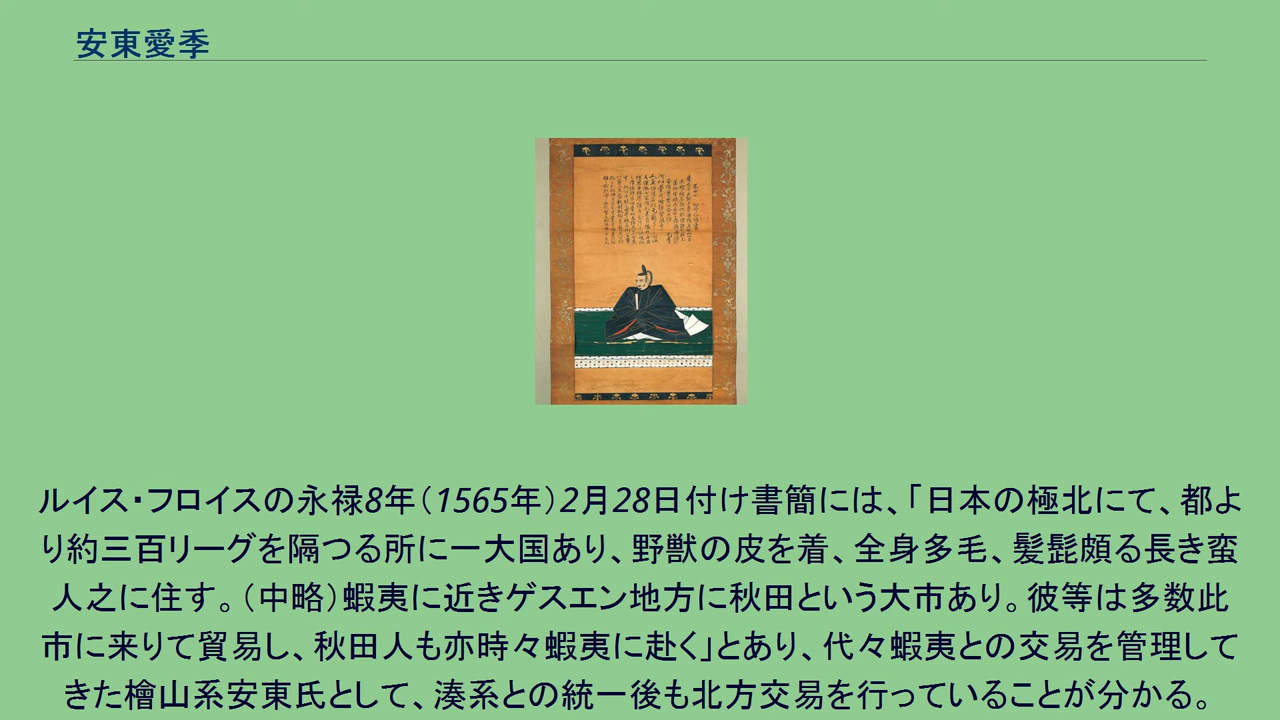 安東愛季
ルイス・フロイスの永禄8年（1565年）2月28日付け書簡には、「日本の極北にて、都よ
り約三百リーグを隔つる所に一大国あり、野獣の皮を着、全身多毛、髪髭頗る長き蛮
人之に住す。（中略）蝦夷に近きゲスエン地方に秋田という大市あり。彼等は多数此
市に来りて貿易し、秋田人も亦時々蝦夷に赴く」とあり、代々蝦夷との交易を管理して
きた檜山系安東氏として、湊系との統一後も北方交易を行っていることが分かる。